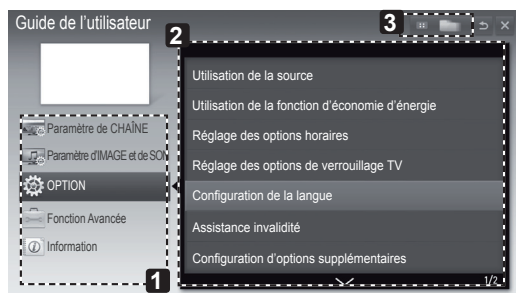 Guide de l'utilisateur
2
3
Utilisation de la source
Utilisation de la fonction d'économie d'énergie
Réglage des options horaires
Réglage des options de verrouillage TV
Configuration de la langue
Assistance invalidité
Configuration d'options supplémentaires
1/2
Paramètre de CHAÎNE
Paramètre d'IMAGE et de SON
OPTION
Fonction Avancée
Information
1